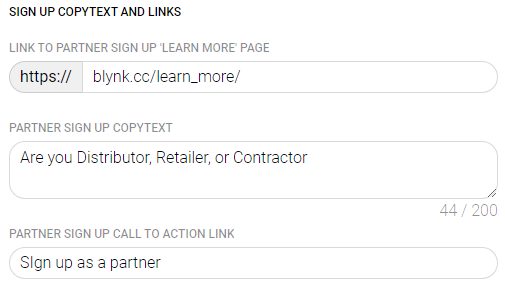 SIGN UP COPYTEXT AND LINKS
LINK TO PARTNER SIGN UP 'LEARN MORE' PAGE
https:// blynk.cc/learn_more/
PARTNER SIGN UP COPYTEXT
Are you Distributor, Retailer, or Contractor
44 / 200
PARTNER SIGN UP CALL TO ACTION LINK
SIgn up as a partner